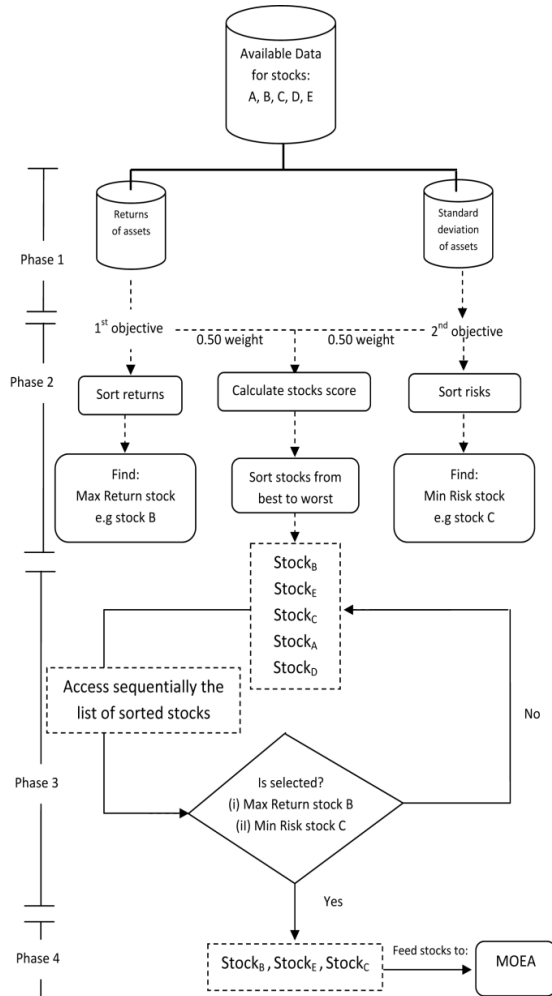 Available Data
for stocks:
A, B, C, D, E
Returns
of assets
Standard
deviation
of assets
Phase 1
1st objective
0.50 weight
0.50 weight
2nd objective
Phase 2
Sort returns
Calculate stocks score
Sort risks
Find:
Max Return stock
e.g stock B
Sort stocks from
best to worst
Find:
Min Risk stock
e.g stock C
StockB
StockE
StockC
StockA
StockD
Access sequentially the
list of sorted stocks
No
Phase 3
Is selected?
(i) Max Return stock B
(iI) Min Risk stock C
Yes
Phase 4
StockB , StockE , StockC
Feed stocks to:
MOEA